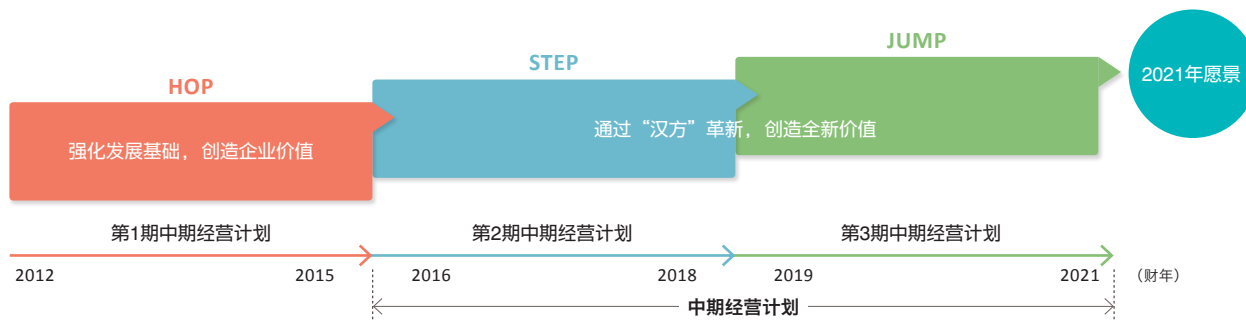 JUMP
STEP
HOP
2021年愿景
通过“汉方”革新，创造全新价值
强化发展基础，创造企业价值
第1期中期经营计划
第2期中期经营计划
第3期中期经营计划
2012
2015
2016
2018
2019
2021
（财年）
中期经营计划